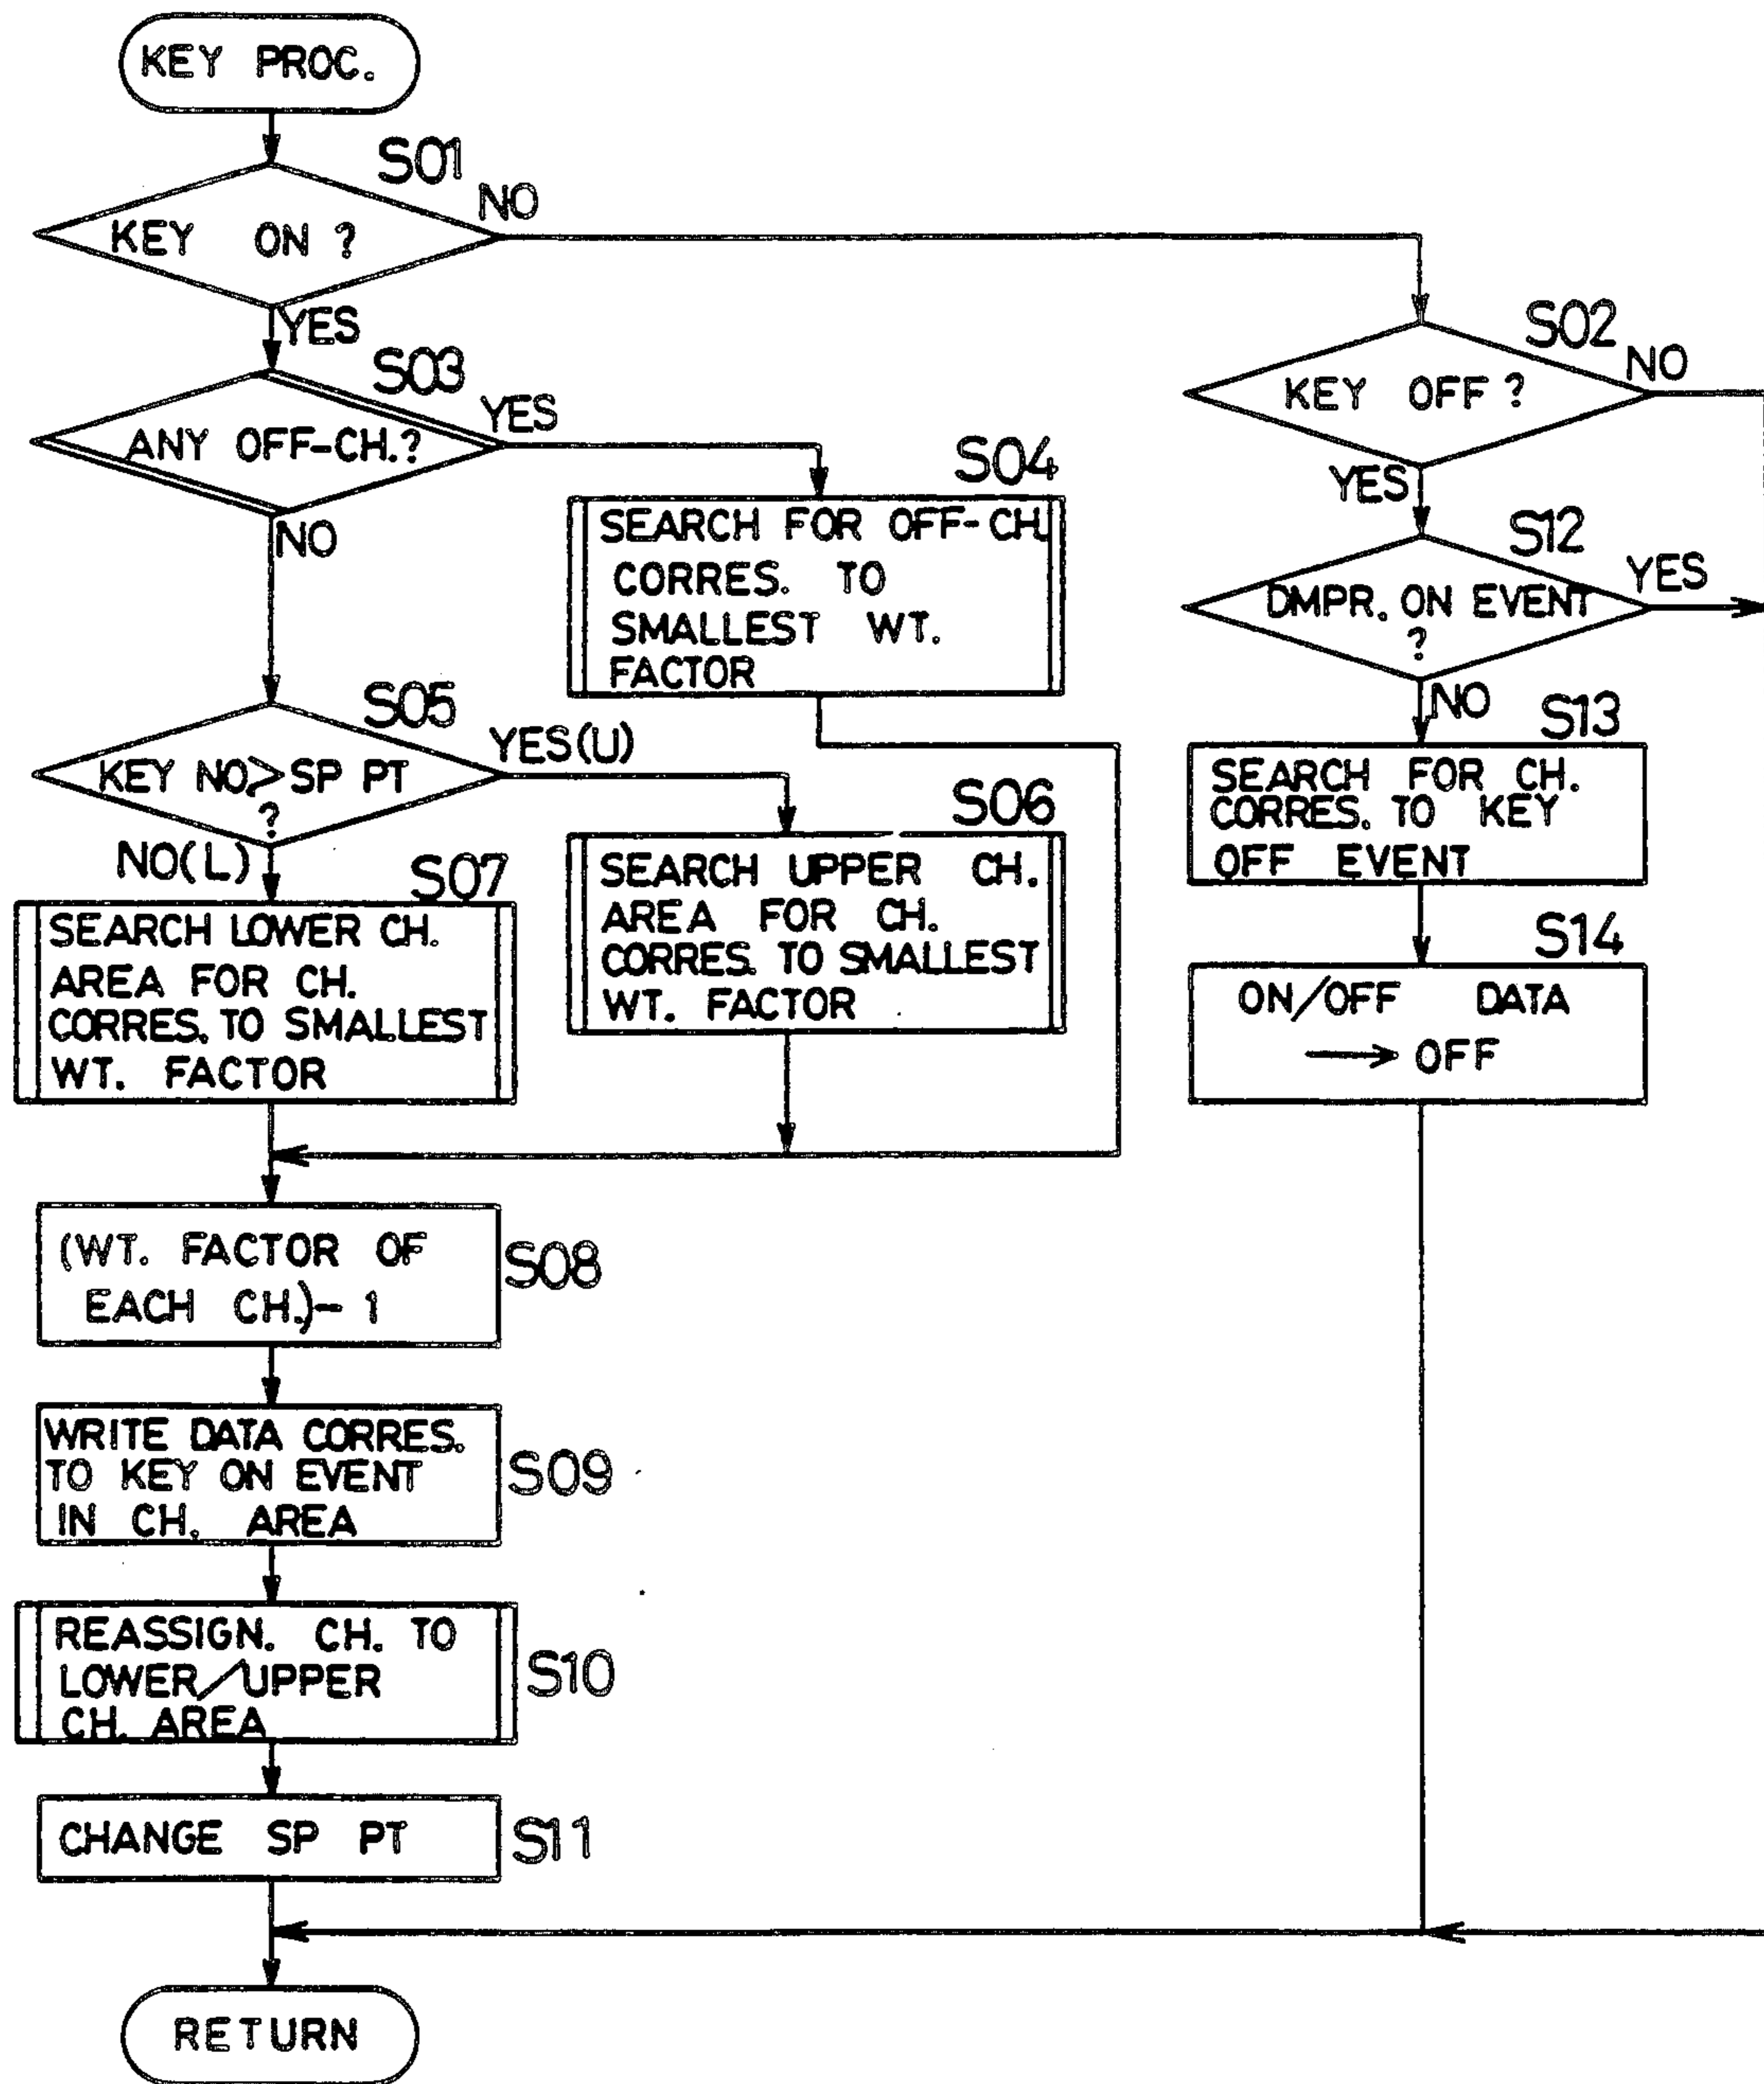 KEY PROC.
S01
KEY ON ?
NO
YES
S03
ANY OFF-CH.?
YES
NO
S04
SEARCH FOR OFF-CH.
CORRES. TO
SMALLEST WT.
FACTOR
S05
KEY NO>SP PT
?
YES(U)
NO(L)
S06
SEARCH UPPER CH.
AREA FOR CH.
CORRES. TO SMALLEST
WT. FACTOR
S07
SEARCH LOWER CH.
AREA FOR CH.
CORRES. TO SMALLEST
WT. FACTOR
(WT. FACTOR OF
EACH CH.)- 1
S08
WRITE DATA CORRES.
TO KEY ON EVENT
IN CH. AREA
S09
REASSIGN. CH. TO
LOWER/UPPER
CH. AREA
S10
CHANGE SP PT
S11
S02
KEY OFF ?
NO
YES
S12
DMPR. ON EVENT
?
YES
NO
S13
SEARCH FOR CH.
CORRES. TO KEY
OFF EVENT
S14
ON/OFF DATA
→ OFF
RETURN